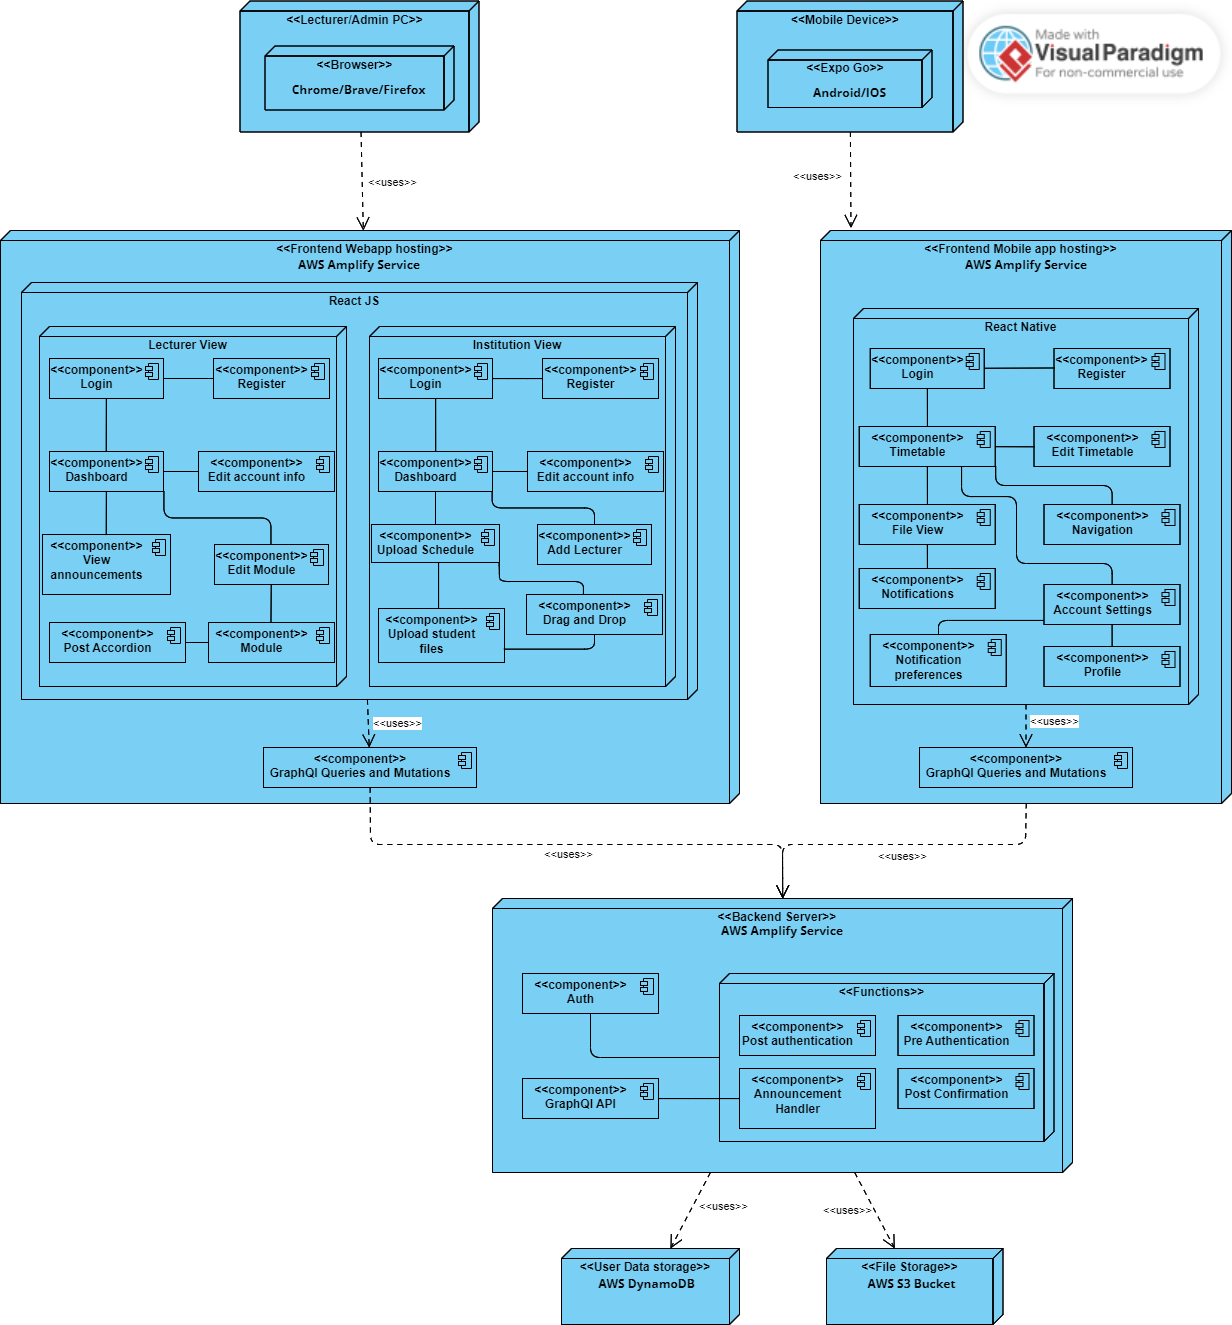 <<Lecturer/Admin PC>>
<<Browser>>
Chrome/Brave/Firefox
<<Mobile Device>>
<<Expo Go>>
Android/IOS
Made with
Visual Paradigm
For non-commercial use
<<uses>>
<<uses>>
<<Frontend Webapp hosting>>
AWS Amplify Service
React JS
Lecturer View
<<component>>
Login
<<component>>
Register
<<component>>
Dashboard
<<component>>
Edit account info
<<component>>
View
announcements
<<component>>
Edit Module
<<component>>
Post Accordion
<<component>>
Module
Institution View
<<component>>
Login
<<component>>
Register
<<component>>
Dashboard
<<component>>
Edit account info
<<component>>
Upload Schedule
<<component>>
Add Lecturer
<<component>>
Drag and Drop
<<component>>
Upload student
files
<<uses>>
<<component>>
GraphQl Queries and Mutations
<<Frontend Mobile app hosting>>
AWS Amplify Service
React Native
<<component>>
Login
<<component>>
Register
<<component>>
Timetable
<<component>>
Edit Timetable
<<component>>
File View
<<component>>
Navigation
<<component>>
Notifications
<<component>>
Account Settings
<<component>>
Notification
preferences
<<component>>
Profile
<<uses>>
<<component>>
GraphQl Queries and Mutations
<<uses>>
<<uses>>
<<Backend Server>>
AWS Amplify Service
<<component>>
Auth
<<component>>
GraphQl API
<<Functions>>
<<component>>
Post authentication
<<component>>
Pre Authentication
<<component>>
Announcement
Handler
<<component>>
Post Confirmation
<<uses>>
<<uses>>
<<User Data storage>>
AWS DynamoDB
<<File Storage>>
AWS S3 Bucket